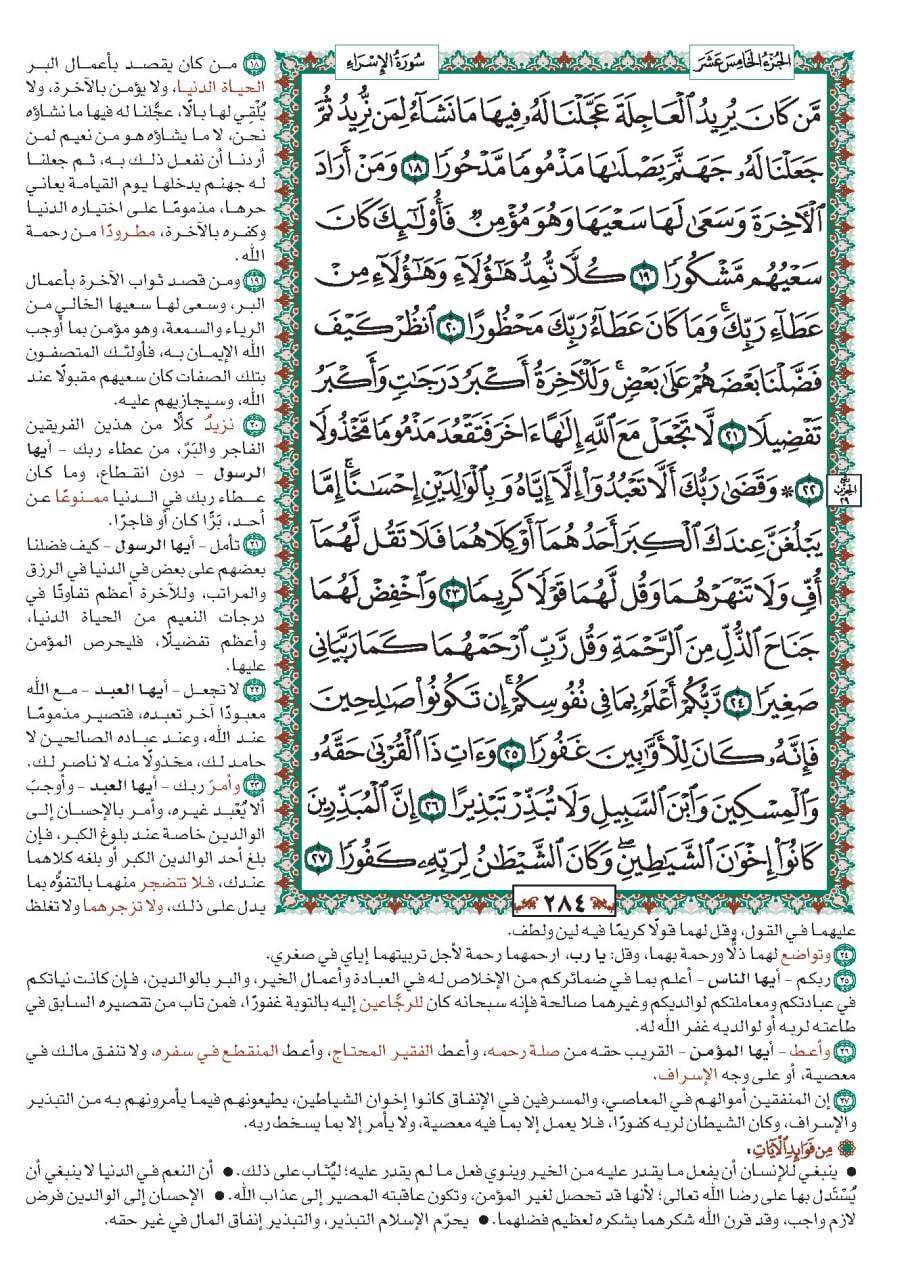 الجزء الخامس عشر
سورة الإسراء
مَّن كَانَ يُرِيدُ ٱلْعَاجِلَةَ عَجَّلْنَا لَهُۥ فِيهَا مَا نَشَآءُ لِمَن نُّرِيدُ ثُمَّ
جَعَلْنَا لَهُۥ جَهَنَّمَ يَصْلَىٰهَا مَذْمُومًا مَّدْحُورًا ١٨ وَمَنْ أَرَادَ
ٱلْأٓخِرَةَ وَسَعَىٰ لَهَا سَعْيَهَا وَهُوَ مُؤْمِنٌ فَأُو۟لَٰٓئِكَ كَانَ
سَعْيُهُم مَّشْكُورًا ١٩ كُلًّا نُّمِدُّ هَٰٓؤُلَآءِ وَهَٰٓؤُلَآءِ مِنْ
عَطَآءِ رَبِّكَ ۚ وَمَا كَانَ عَطَآءُ رَبِّكَ مَحْظُورًا ٢٠ ٱنظُرْ كَيْفَ
فَضَّلْنَا بَعْضَهُمْ عَلَىٰ بَعْضٍ ۚ وَلَلْأٓخِرَةُ أَكْبَرُ دَرَجَٰتٍ وَأَكْبَرُ
تَفْضِيلًا ٢١ لَّا تَجْعَلْ مَعَ ٱللَّهِ إِلَٰهًا ءَاخَرَ فَتَقْعُدَ مَذْمُومًا مَّخْذُولًا
٢٢ ۞ وَقَضَىٰ رَبُّكَ أَلَّا تَعْبُدُوٓا۟ إِلَّآ إِيَّاهُ وَبِٱلْوَٰلِدَيْنِ إِحْسَٰنًا ۚ إِمَّا
يَبْلُغَنَّ عِندَكَ ٱلْكِبَرَ أَحَدُهُمَآ أَوْ كِلَاهُمَا فَلَا تَقُل لَّهُمَآ
أُفٍّ وَلَا تَنْهَرْهُمَا وَقُل لَّهُمَا قَوْلًا كَرِيمًا ٢٣ وَٱخْفِضْ لَهُمَا
جَنَاحَ ٱلذُّلِّ مِنَ ٱلرَّحْمَةِ وَقُل رَّبِّ ٱرْحَمْهُمَا كَمَا رَبَّيَانِى
صَغِيرًا ٢٤ رَّبُّكُمْ أَعْلَمُ بِمَا فِى نُفُوسِكُمْ ۚ إِن تَكُونُوا۟ صَٰلِحِينَ
فَإِنَّهُۥ كَانَ لِلْأَوَّٰبِينَ غَفُورًا ٢٥ وَءَاتِ ذَا ٱلْقُرْبَىٰ حَقَّهُۥ
وَٱلْمِسْكِينَ وَٱبْنَ ٱلسَّبِيلِ وَلَا تُبَذِّرْ تَبْذِيرًا ٢٦ إِنَّ ٱلْمُبَذِّرِينَ
كَانُوٓا۟ إِخْوَٰنَ ٱلشَّيَٰطِينِ ۖ وَكَانَ ٱلشَّيْطَٰنُ لِرَبِّهِۦ كَفُورًا ٢٧
٢٨٤
ربع
الحزب
٢٩
١٨ من كان يقصد بأعمال البر
الحياة الدنيا، ولا يؤمن بالآخرة، ولا
يُلْقِي لها بالًا، عجَّلنا له فيها ما نشاؤه
نحن، لا ما يشاؤه هو من نعيم لمن
أردنا أن نفعل ذلك به، ثم جعلنا
له جهنم يدخلها يوم القيامة يعاني
حرها، مذمومًا على اختياره الدنيا
وكفره بالآخرة، مطرودًا من رحمة
الله.
١٩ ومن قصد ثواب الآخرة بأعمال
البر، وسعى لها سعيها الخالي من
الرياء والسمعة، وهو مؤمن بما أوجب
الله الإيمان به، فأولئك المتصفون
بتلك الصفات كان سعيهم مقبولًا عند
الله، وسيجازيهم عليه.
٢٠ نزيدُ كلًّا من هذين الفريقين
الفاجر والبَرّ، من عطاء ربك - أيها
الرسول - دون انقطاع، وما كان
عطاء ربك في الدنيا ممنوعًا عن
أحد، بَرًّا كان أو فاجرًا.
٢١ تأمل - أيها الرسول - كيف فضلنا
بعضهم على بعض في الدنيا في الرزق
والمراتب، وللآخرة أعظم تفاوتًا في
درجات النعيم من الحياة الدنيا،
وأعظم تفضيلًا، فليحرص المؤمن
عليها.
٢٢ لا تجعل - أيها العبد - مع الله
معبودًا آخر تعبده، فتصير مذمومًا
عند الله، وعند عباده الصالحين لا
حامد لك، مخذولًا منه لا ناصر لك.
٢٣ وأمرَ ربك - أيها العبد - وأوجبَ
ألا يُعْبد غيره، وأمر بالإحسان إلى
الوالدين خاصة عند بلوغ الكبر، فإن
بلغ أحد الوالدين الكبر أو بلغه كلاهما
عندك، فلا تتضجر منهما بالتفوُّه بما
يدل على ذلك، ولا تزجرهما ولا تغلظ
عليهما في القول، وقل لهما قولًا كريمًا فيه لين ولطف.
٢٤ وتواضع لهما ذلًّا ورحمة بهما، وقل: يا رب، ارحمهما رحمة لأجل تربيتهما إياي في صغري.
٢٥ ربكم - أيها الناس - أعلم بما في ضمائركم من الإخلاص له في العبادة وأعمال الخير، والبر بالوالدين، فإن كانت نياتكم
في عبادتكم ومعاملتكم لوالديكم وغيرهما صالحة فإنه سبحانه كان للرجَّاعين إليه بالتوبة غفورًا، فمن تاب من تقصيره السابق في
طاعته لربه أو لوالديه غفر الله له.
٢٦ وأعط - أيها المؤمن - القريب حقه من صلة رحمه، وأعط الفقير المحتاج، وأعط المنقطع في سفره، ولا تنفق مالك في
معصية، أو على وجه الإسراف.
٢٧ إن المنفقين أموالهم في المعاصي، والمسرفين في الإنفاق كانوا إخوان الشياطين، يطيعونهم فيما يأمرونهم به من التبذير
والإسراف، وكان الشيطان لربه كفورًا، فلا يعمل إلا بما فيه معصية، ولا يأمر إلا بما يسخط ربه.
مِن فَوَائِدِ الْآيَاتِ:
● ينبغي للإنسان أن يفعل ما يقدر عليه من الخير وينوي فعل ما لم يقدر عليه؛ ليُثاب على ذلك. ● أن النعم في الدنيا لا ينبغي أن
يُسْتَدل بها على رضا الله تعالى؛ لأنها قد تحصل لغير المؤمن، وتكون عاقبته المصير إلى عذاب الله. ● الإحسان إلى الوالدين فرض
لازم واجب، وقد قرن الله شكرهما بشكره لعظيم فضلهما. ● يحرّم الإسلام التبذير، والتبذير إنفاق المال في غير حقه.